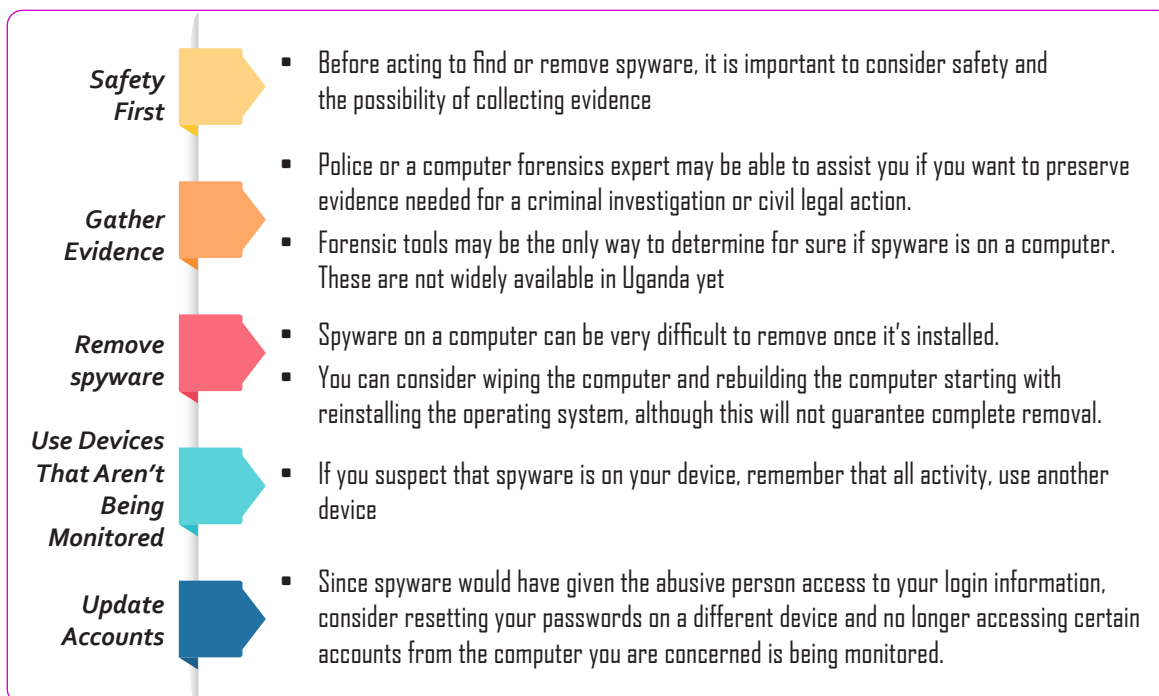 Safety
First
▪ Before acting to find or remove spyware, it is important to consider safety and
the possibility of collecting evidence
Gather
Evidence
▪ Police or a computer forensics expert may be able to assist you if you want to preserve
evidence needed for a criminal investigation or civil legal action.
▪ Forensic tools may be the only way to determine for sure if spyware is on a computer.
These are not widely available in Uganda yet
Remove
spyware
▪ Spyware on a computer can be very difficult to remove once it's installed.
▪ You can consider wiping the computer and rebuilding the computer starting with
reinstalling the operating system, although this will not guarantee complete removal.
Use Devices
That Aren't
Being
Monitored
▪ If you suspect that spyware is on your device, remember that all activity, use another
device
Update
Accounts
▪ Since spyware would have given the abusive person access to your login information,
consider resetting your passwords on a different device and no longer accessing certain
accounts from the computer you are concerned is being monitored.